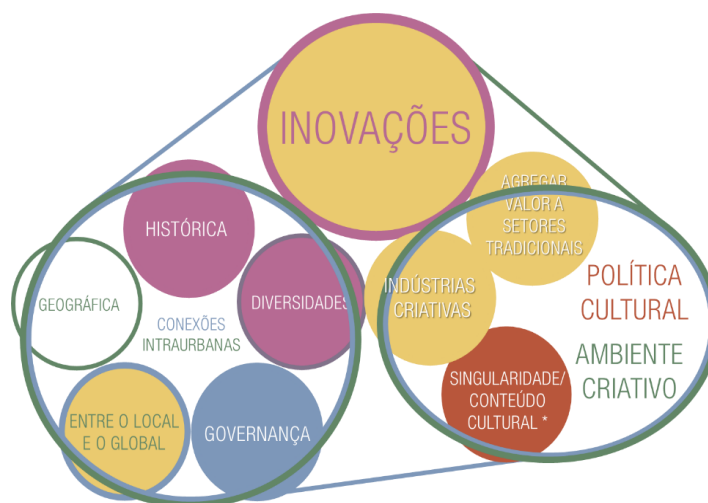 INOVAÇÕES
HISTÓRICA
GEOGRÁFICA
DIVERSIDADES
CONEXÕES
INTRAURBANAS
ENTRE O LOCAL
E O GLOBAL
GOVERNANÇA
AGREGAR
VALOR A
SETORES
TRADICIONAIS
INDÚSTRIAS
CRIATIVAS
SINGULARIDADE/
CONTEÚDO
CULTURAL *
POLÍTICA
CULTURAL
AMBIENTE
CRIATIVO